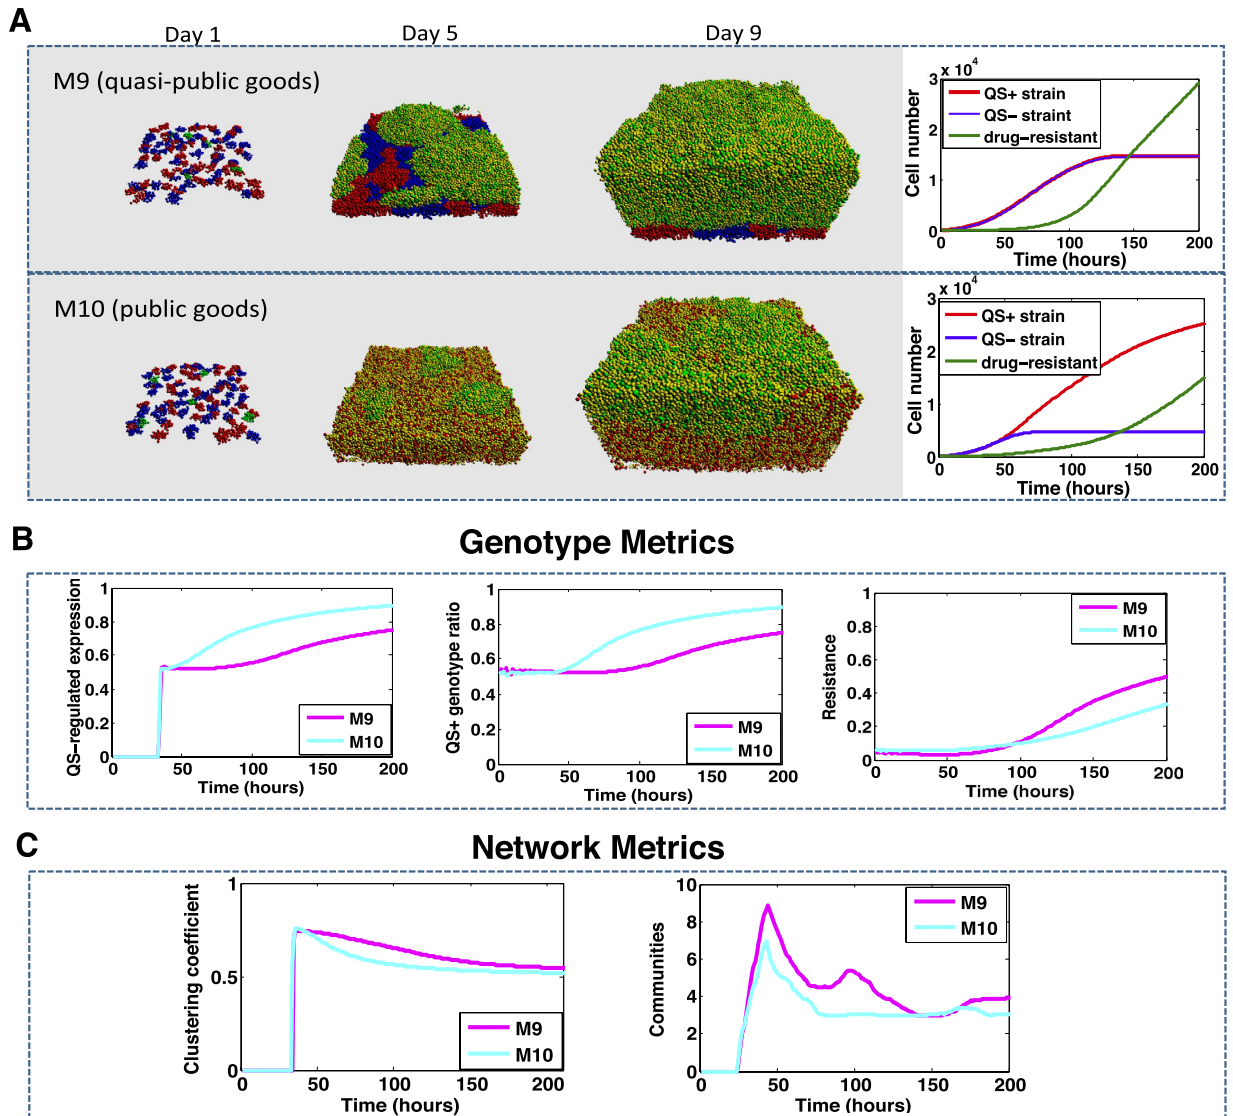 A
Day 1
Day 5
Day 9
M9 (quasi-public goods)
x 10^4
3
2
1
0
Cell number
QS+ strain
QS- straint
drug-resistant
0
50
100
150
200
Time (hours)
M10 (public goods)
x 10^4
3
2
1
0
Cell number
QS+ strain
QS- strain
drug-resistant
0
50
100
150
200
Time (hours)
B
Genotype Metrics
QS-regulated expression
1
0.8
0.6
0.4
0.2
0
M9
M10
0
50
100
150
200
Time (hours)
QS+ genotype ratio
1
0.8
0.6
0.4
0.2
0
M9
M10
0
50
100
150
200
Time (hours)
Resistance
1
0.8
0.6
0.4
0.2
0
M9
M10
0
50
100
150
200
Time (hours)
C
Network Metrics
Clustering coefficient
1
0.5
0
M9
M10
0
50
100
150
200
Time (hours)
Communities
10
8
6
4
2
0
M9
M10
0
50
100
150
200
Time (hours)